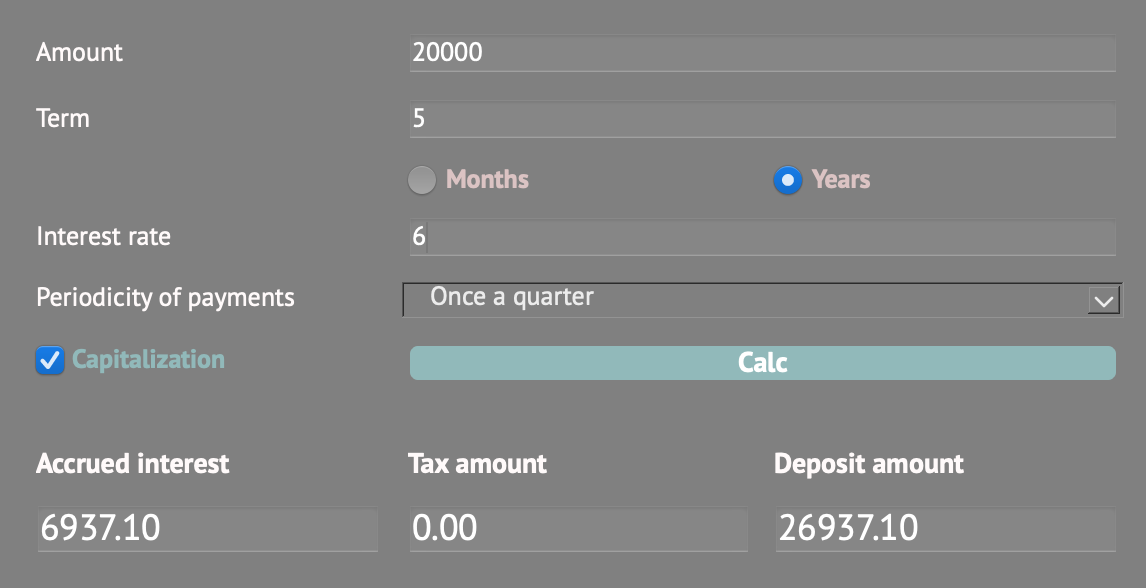 Amount 20000
Term 5
Months Years
Interest rate 6
Periodicity of payments Once a quarter
Capitalization Calc
Accrued interest Tax amount Deposit amount
6937.10 0.00 26937.10